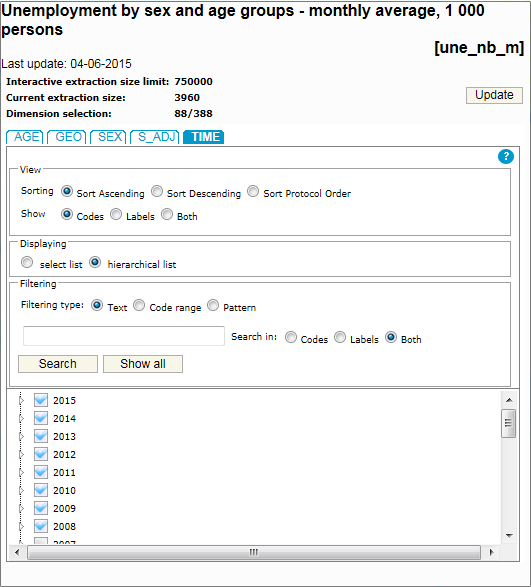 Unemployment by sex and age groups - monthly average, 1 000
persons
[une_nb_m]
Last update: 04-06-2015
Interactive extraction size limit: 750000
Current extraction size: 3960
Dimension selection: 88/388
Update
AGE GEO SEX S_ADJ TIME
?
View
Sorting Sort Ascending Sort Descending Sort Protocol Order
Show Codes Labels Both
Displaying
select list hierarchical list
Filtering
Filtering type: Text Code range Pattern
Search in: Codes Labels Both
Search Show all
2015
2014
2013
2012
2011
2010
2009
2008
2007